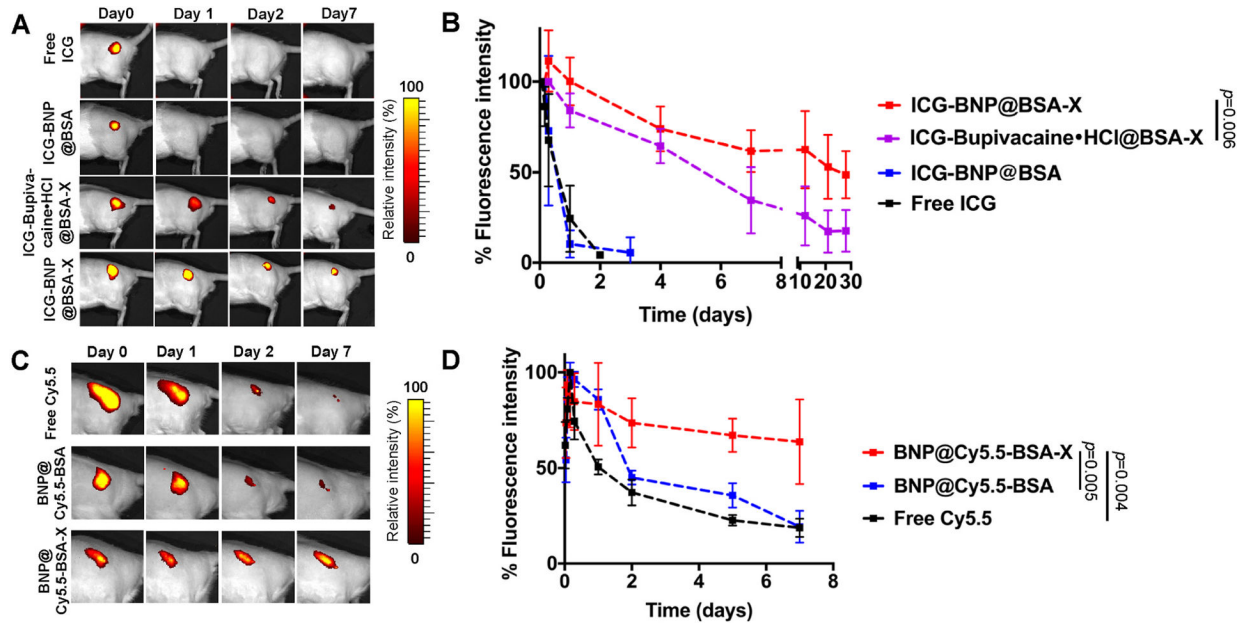 A
Day0 Day 1 Day2 Day7
Free
ICG
ICG-BNP
@BSA
ICG-Bupiva-
caine•HCl
@BSA-X
ICG-BNP
@BSA-X
100
Relative intensity (%)
0
B
% Fluorescence intensity
100
50
0
0 2 4 6 8 10 20 30
Time (days)
ICG-BNP@BSA-X
ICG-Bupivacaine•HCl@BSA-X
ICG-BNP@BSA
Free ICG
p=0.006
C
Day 0 Day 1 Day 2 Day 7
Free Cy5.5
BNP@
Cy5.5-BSA
BNP@
Cy5.5-BSA-X
100
Relative intensity (%)
0
D
% Fluorescence intensity
100
50
0
0 2 4 6 8
Time (days)
BNP@Cy5.5-BSA-X
BNP@Cy5.5-BSA
Free Cy5.5
p=0.005
p=0.004